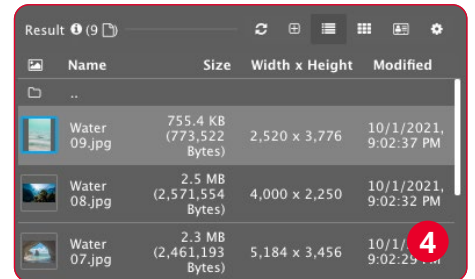 Result (9)
Name Size Width x Height Modified
..
Water 09.jpg 755.4 KB (773,522 Bytes) 2,520 x 3,776 10/1/2021, 9:02:37 PM
Water 08.jpg 2.5 MB (2,571,554 Bytes) 4,000 x 2,250 10/1/2021, 9:02:32 PM
Water 07.jpg 2.3 MB (2,461,193 Bytes) 5,184 x 3,456 10/1/ 9:02:29
4